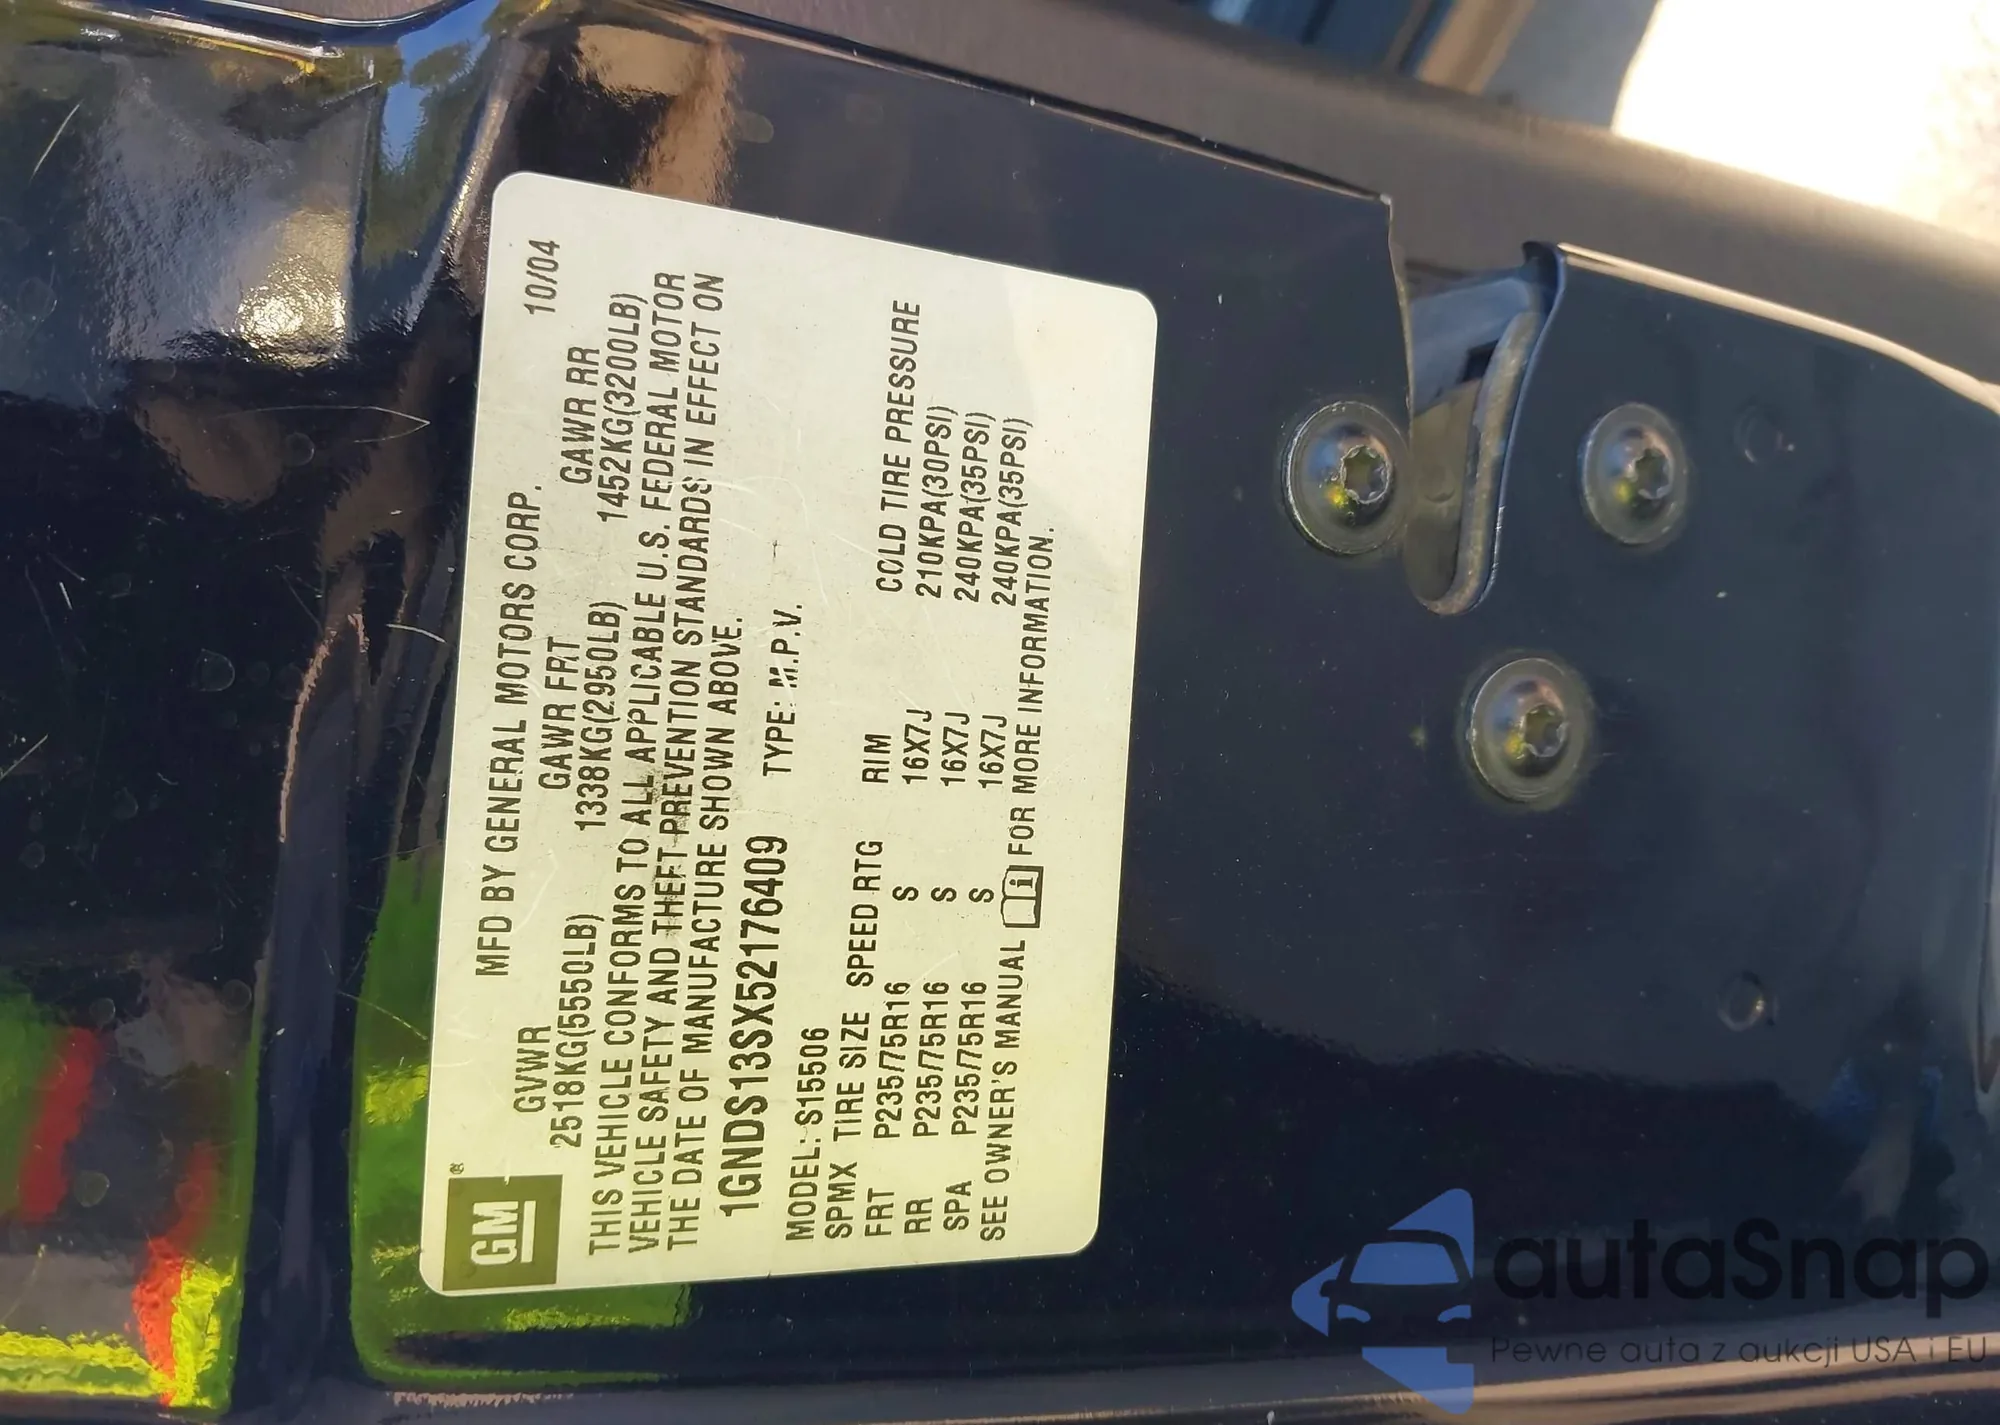 GM®
MFD BY GENERAL MOTORS CORP. 10/04
GVWR GAWR FRT GAWR RR
2518KG(5550LB) 1338KG(2950LB) 1452KG(3200LB)
THIS VEHICLE CONFORMS TO ALL APPLICABLE U.S. FEDERAL MOTOR
VEHICLE SAFETY AND THEFT PREVENTION STANDARDS IN EFFECT ON
THE DATE OF MANUFACTURE SHOWN ABOVE.
1GNDS13SX52176409 TYPE: M.P.V.
MODEL: S15506
SPMX TIRE SIZE SPEED RTG RIM COLD TIRE PRESSURE
FRT P235/75R16 S 16X7J 210KPA(30PSI)
RR P235/75R16 S 16X7J 240KPA(35PSI)
SPA P235/75R16 S 16X7J 240KPA(35PSI)
SEE OWNER'S MANUAL i FOR MORE INFORMATION.
autaSnap
Pewne auta z aukcji USA i EU